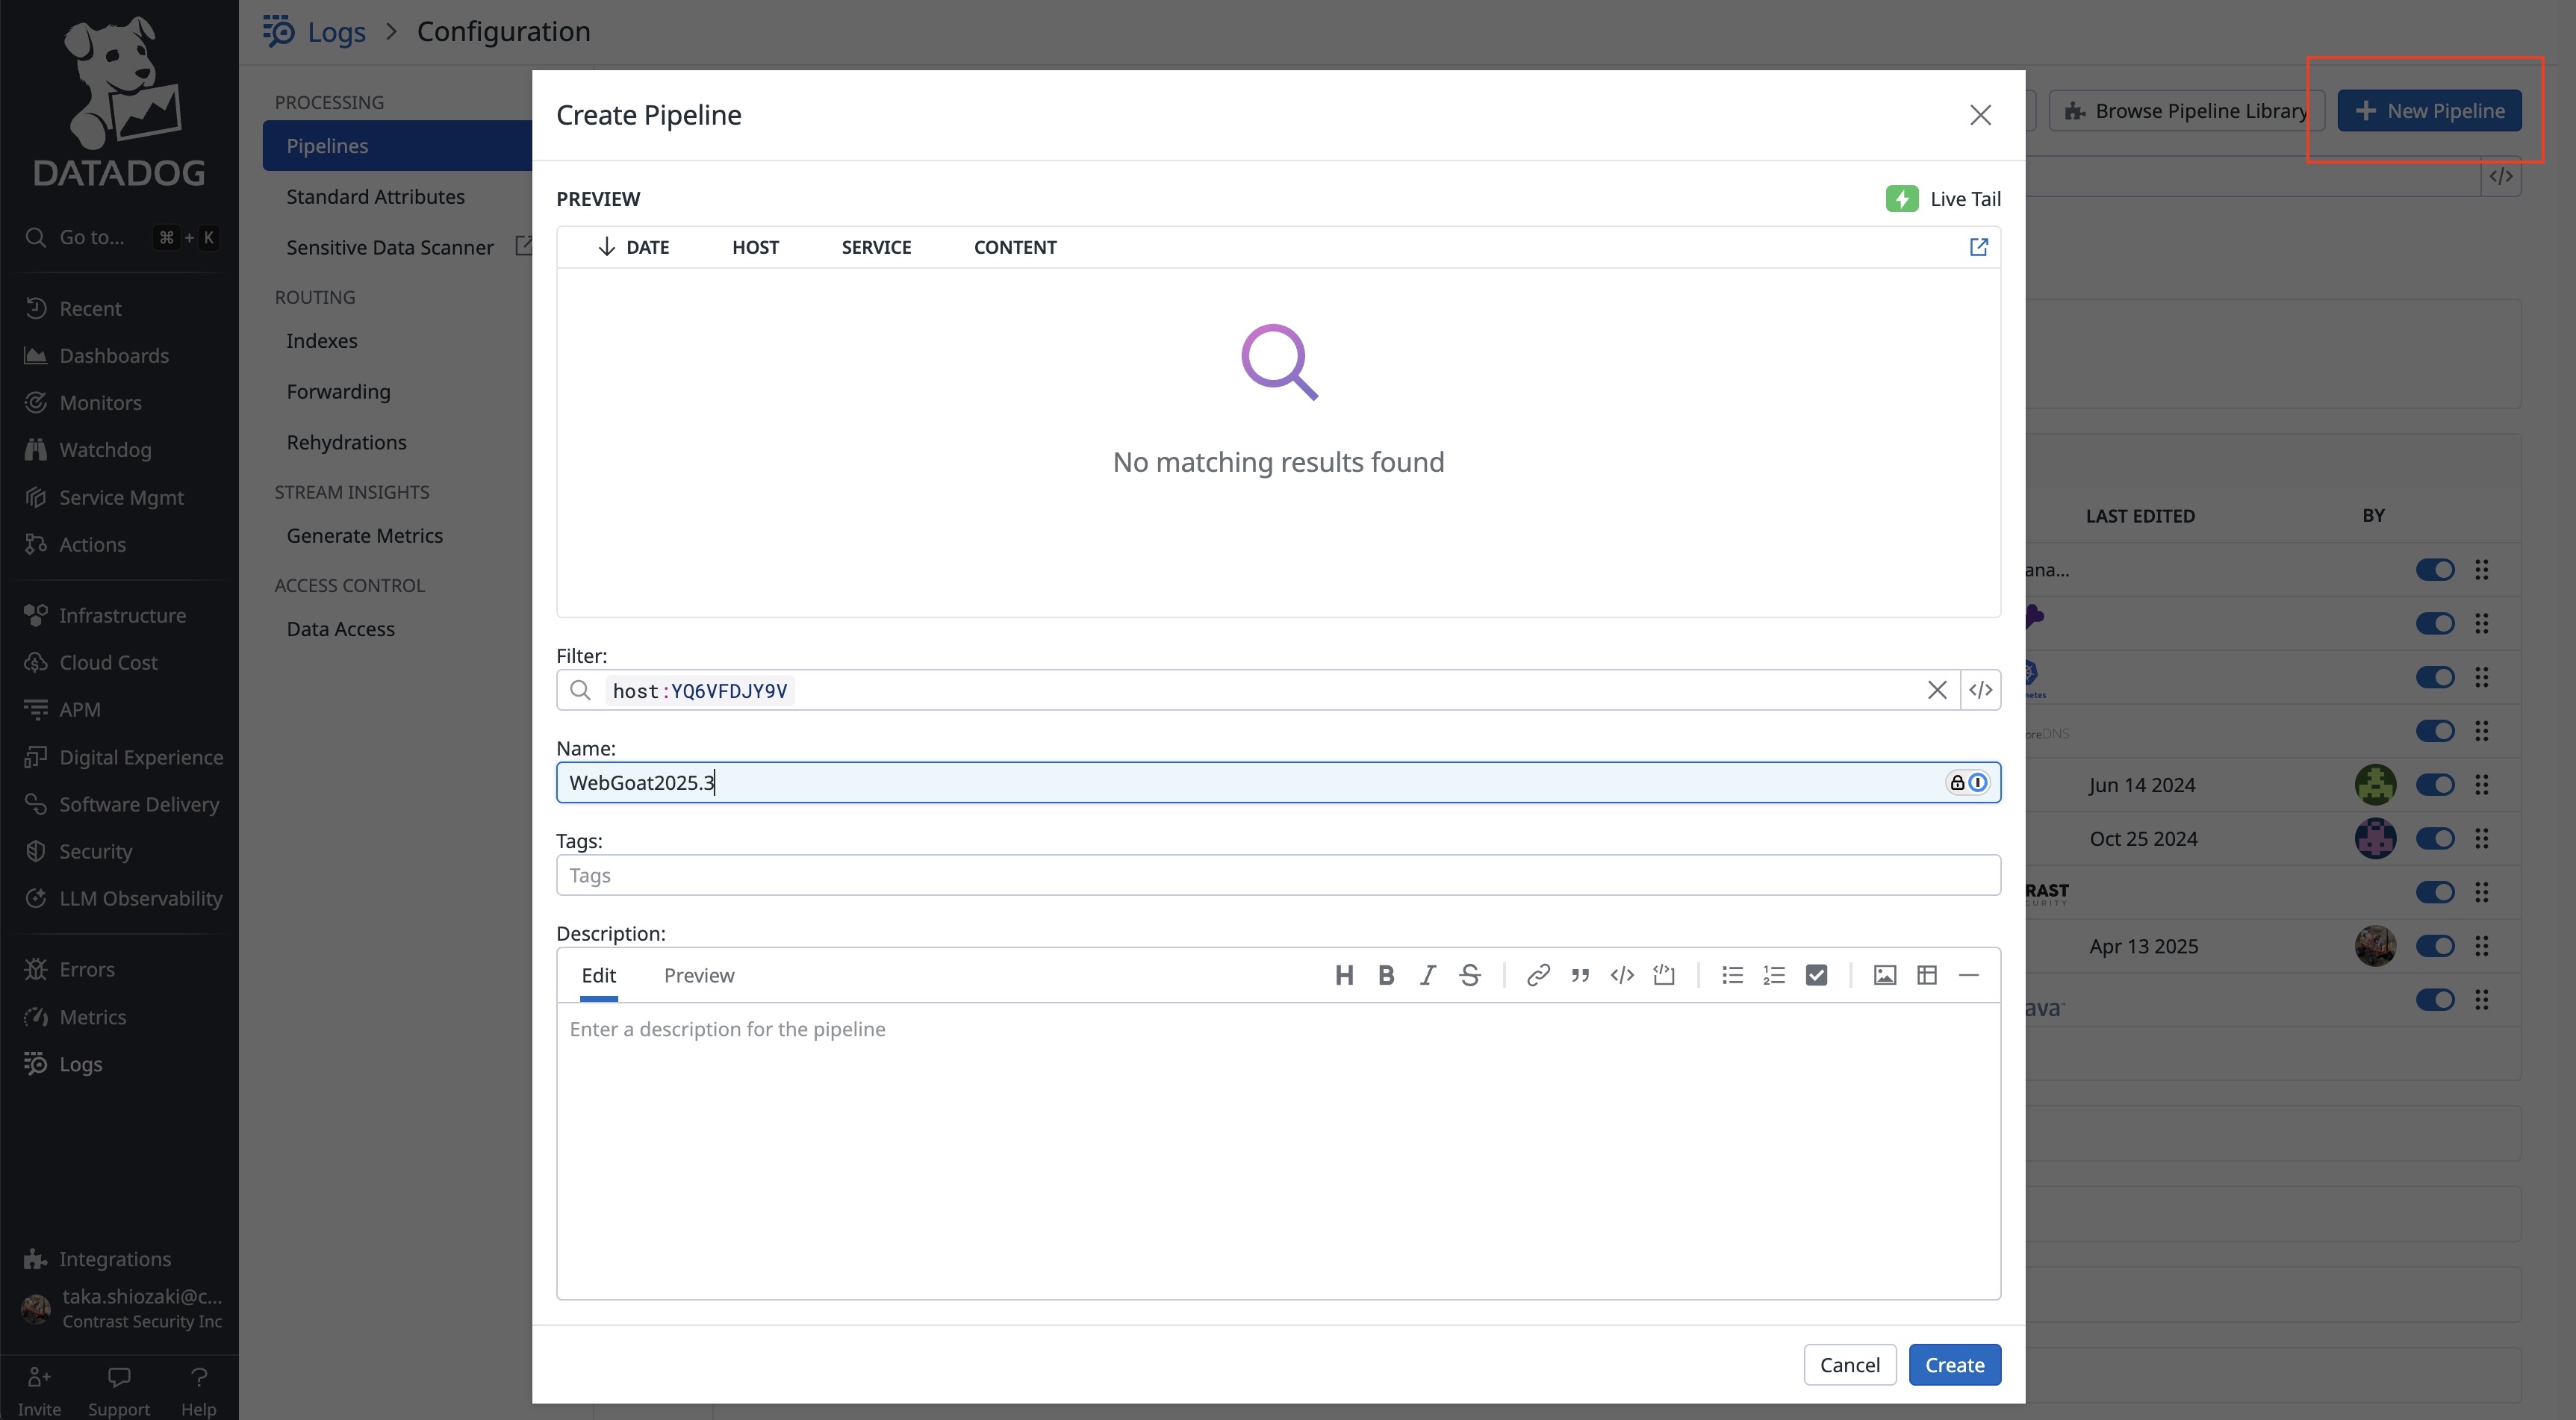 DATADOG
Go to... ⌘ + K
Recent
Dashboards
Monitors
Watchdog
Service Mgmt
Actions
Infrastructure
Cloud Cost
APM
Digital Experience
Software Delivery
Security
LLM Observability
Errors
Metrics
Logs
Integrations
taka.shiozaki@c...
Contrast Security Inc
Invite Support Help
Logs > Configuration
PROCESSING
Pipelines
Standard Attributes
Sensitive Data Scanner
ROUTING
Indexes
Forwarding
Rehydrations
STREAM INSIGHTS
Generate Metrics
ACCESS CONTROL
Data Access
Browse Pipeline Library
+ New Pipeline
</>
Create Pipeline
PREVIEW
Live Tail
DATE HOST SERVICE CONTENT
No matching results found
Filter:
host:YQ6VFDJY9V
</>
Name:
WebGoat2025.3
Tags:
Tags
Description:
Edit Preview
H B I S
Enter a description for the pipeline
Cancel Create
LAST EDITED BY
ana...
netes
oreDNS
Jun 14 2024
Oct 25 2024
RAST
CURITY
Apr 13 2025
ava